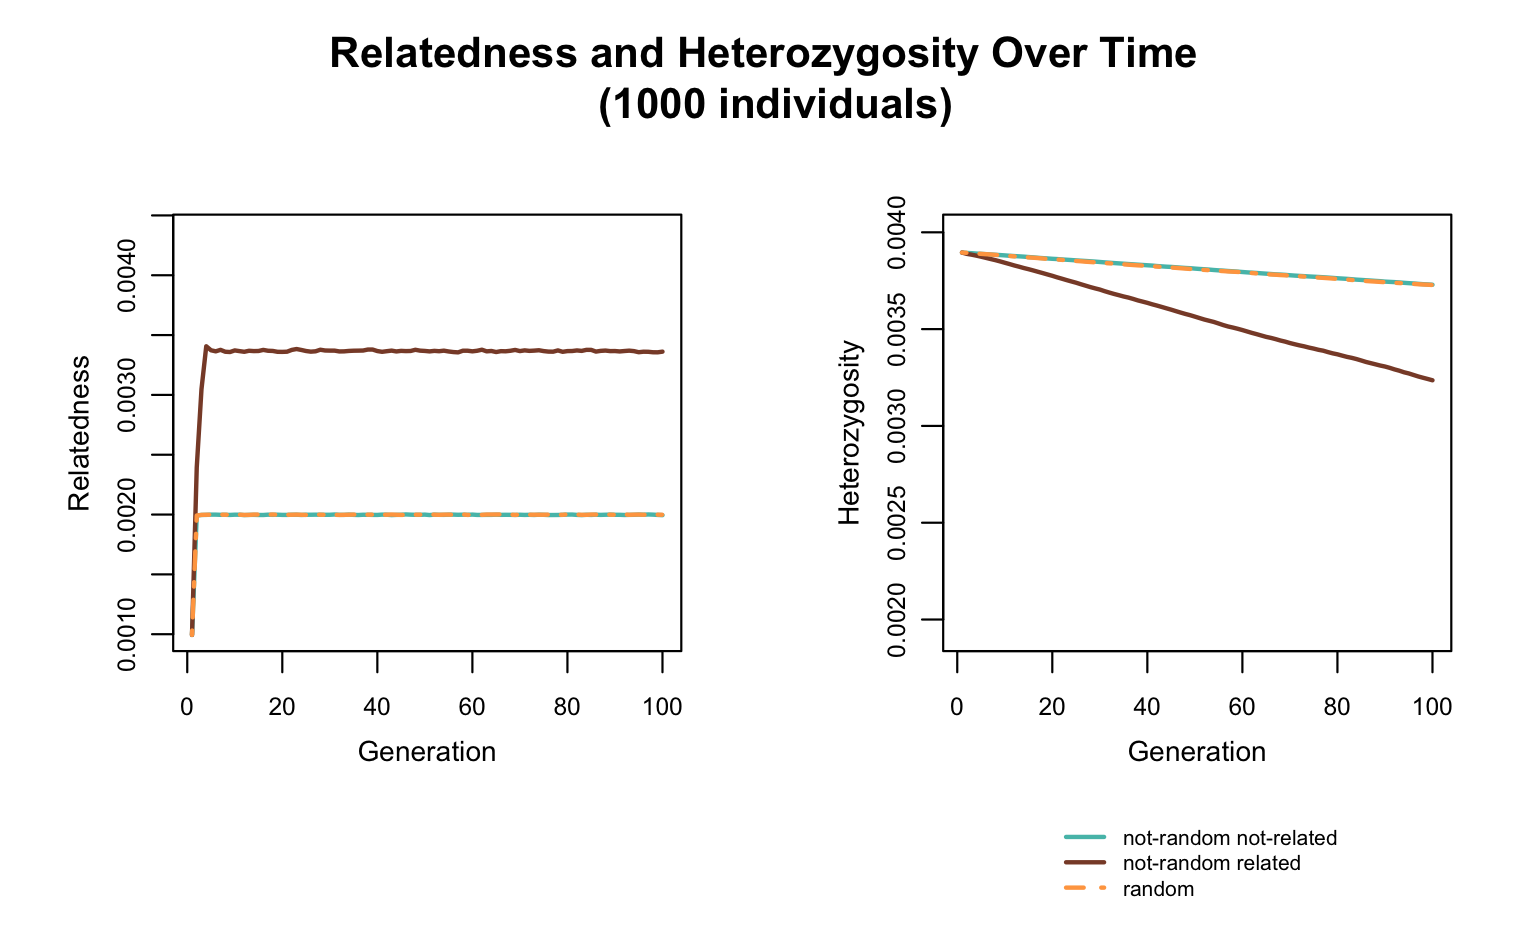 Relatedness and Heterozygosity Over Time
(1000 individuals)
Relatedness
0.0010
0.0020
0.0030
0.0040
0
20
40
60
80
100
Generation
Heterozygosity
0.0020
0.0025
0.0030
0.0035
0.0040
0
20
40
60
80
100
Generation
not-random not-related
not-random related
random